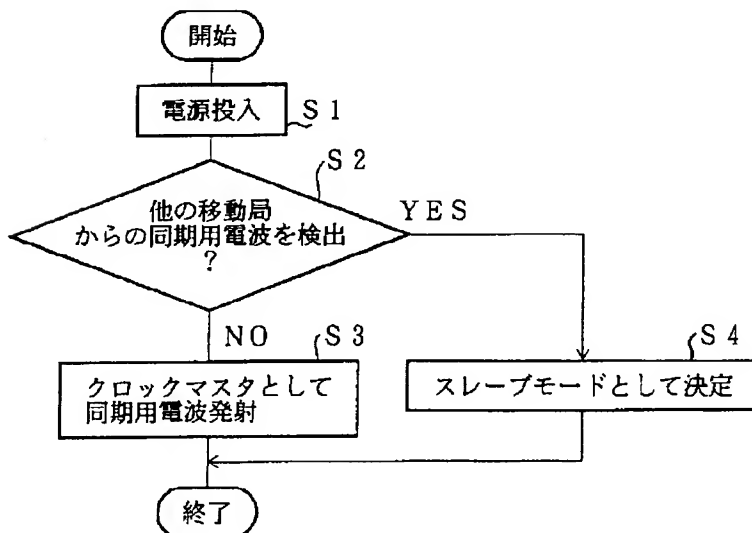 開始
電源投入
S1
S2
他の移動局
からの同期用電波を検出
?
YES
NO
S3
クロックマスタとして
同期用電波発射
S4
スレーブモードとして決定
終了